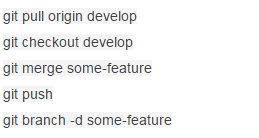 git pull origin develop
git checkout develop
git merge some-feature
git push
git branch -d some-feature